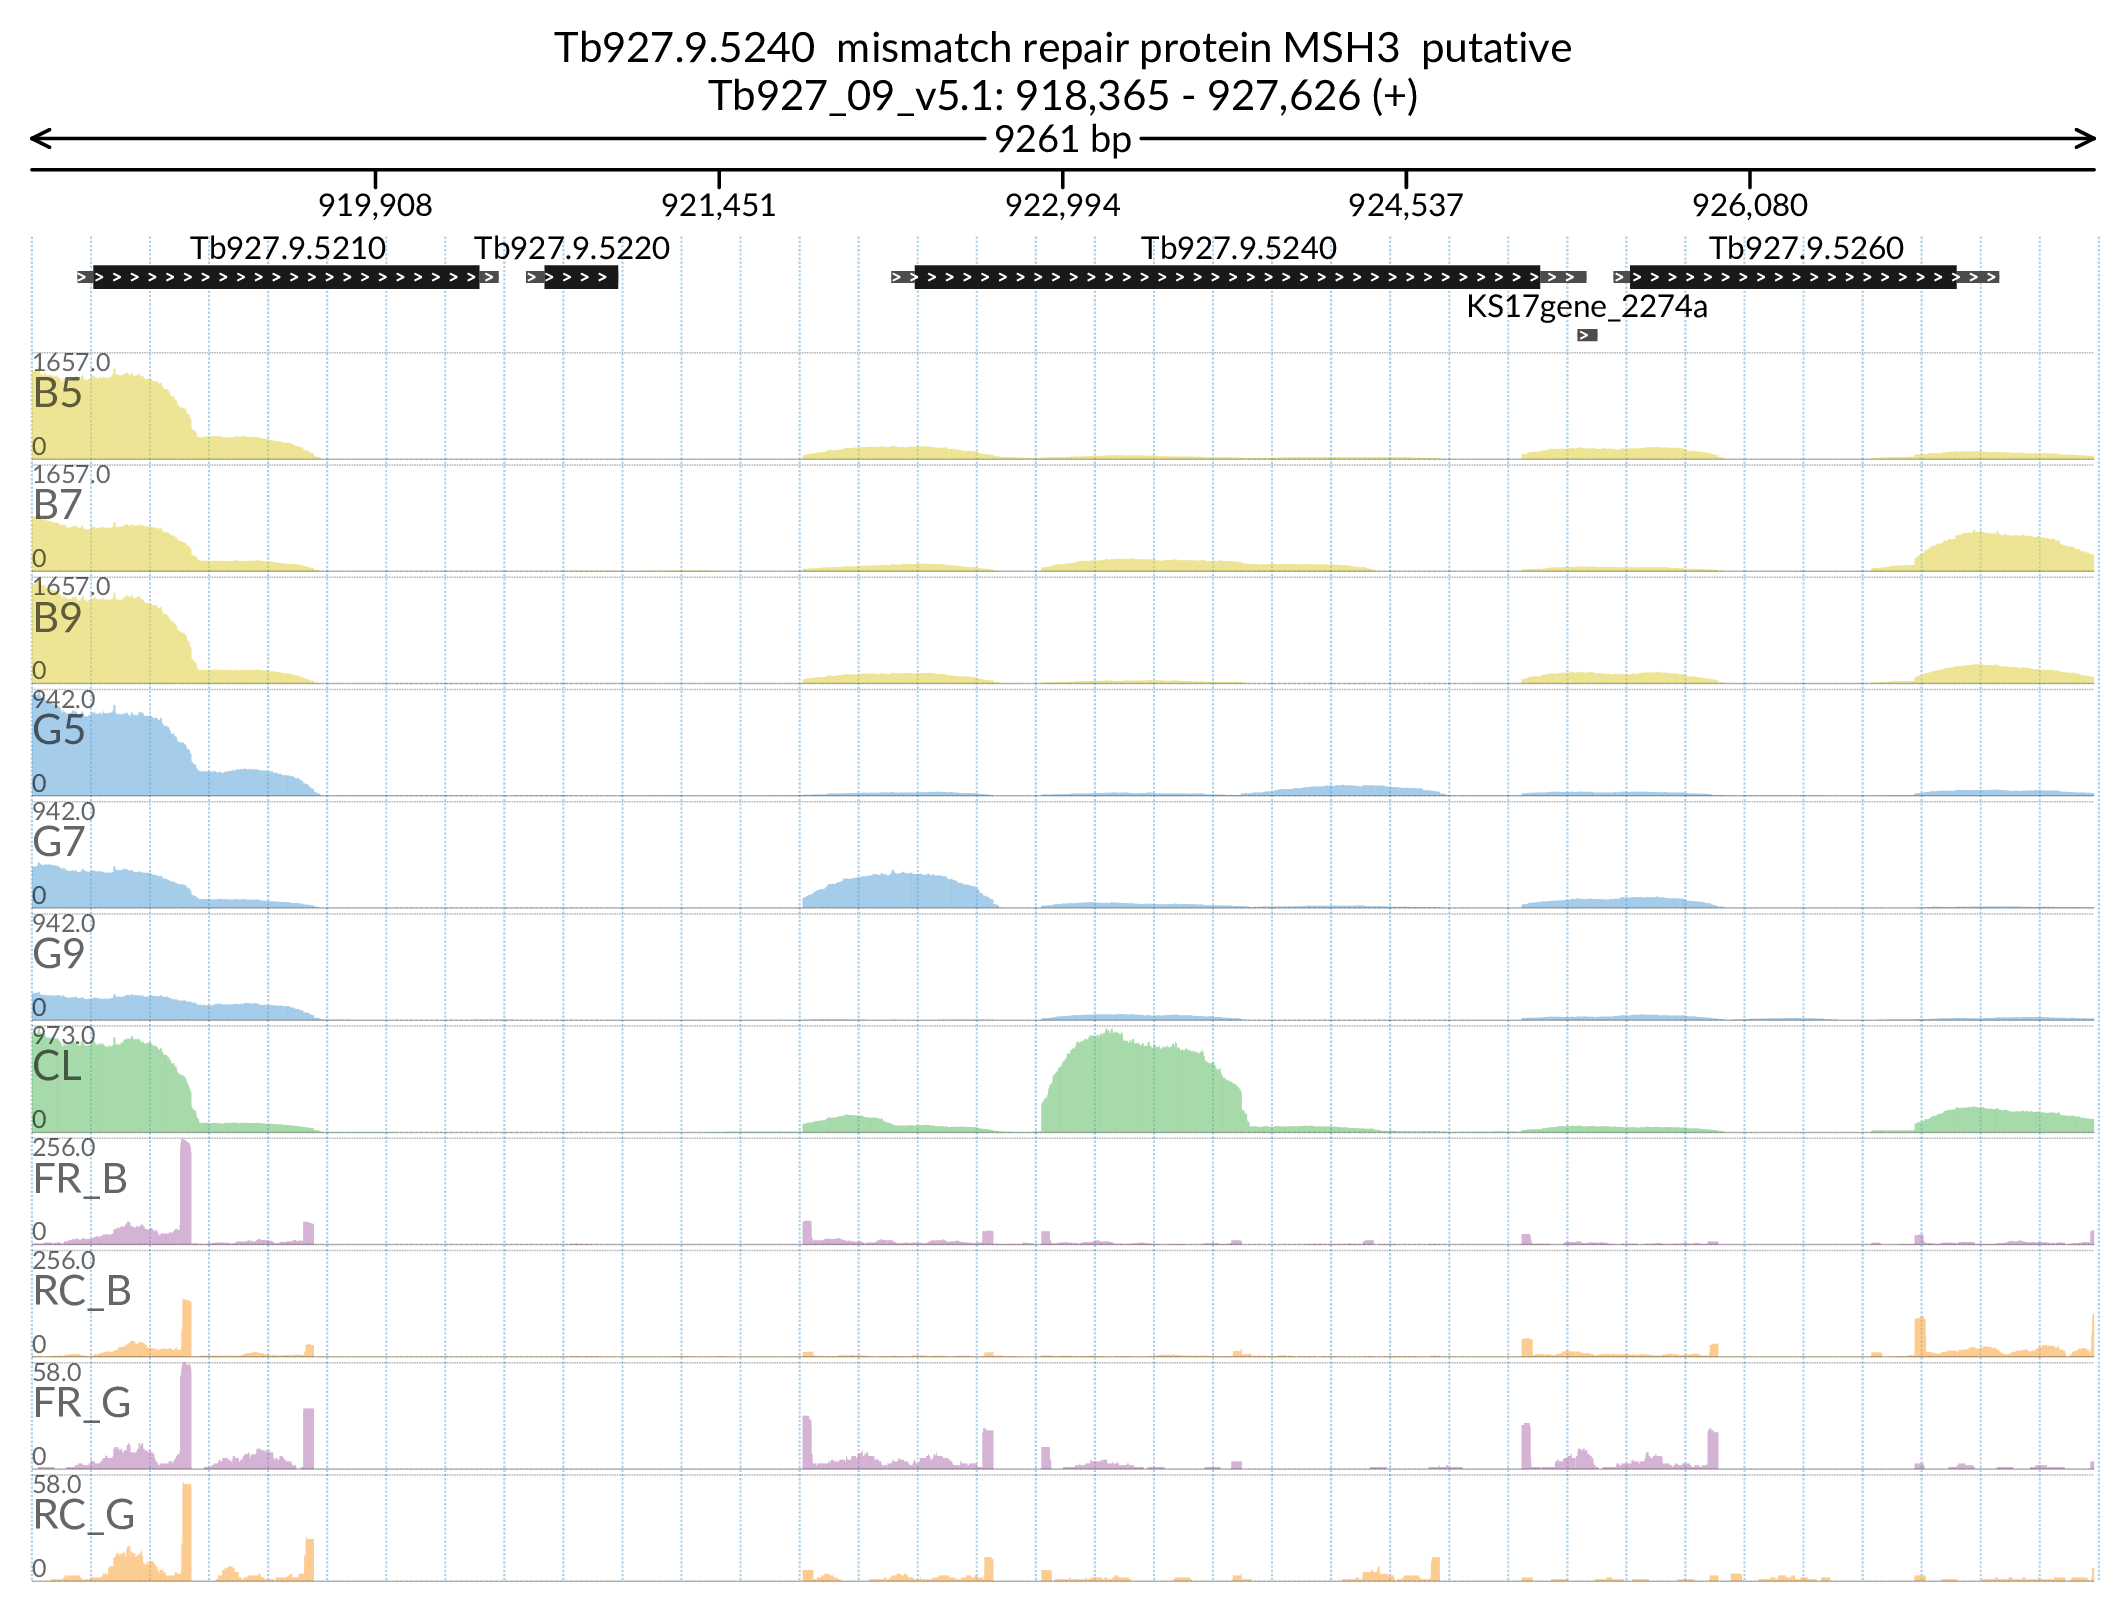 Tb927.9.5240 mismatch repair protein MSH3 putative
Tb927_09_v5.1: 918,365 - 927,626 (+)
9261 bp
919,908 921,451 922,994 924,537 926,080
Tb927.9.5210 Tb927.9.5220 Tb927.9.5240 Tb927.9.5260
KS17gene_2274a
1657.0
B5
0
1657.0
B7
0
1657.0
B9
0
942.0
G5
0
942.0
G7
0
942.0
G9
0
973.0
CL
0
256.0
FR_B
0
256.0
RC_B
0
58.0
FR_G
0
58.0
RC_G
0